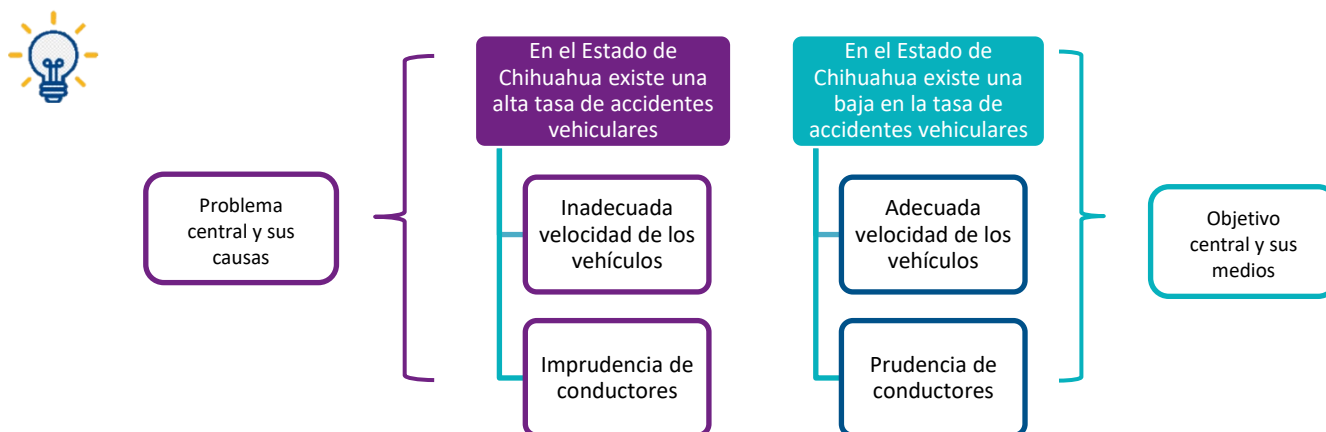 En el Estado de
Chihuahua existe una
alta tasa de accidentes
vehiculares
En el Estado de
Chihuahua existe una
baja en la tasa de
accidentes vehiculares
Problema
central y sus
causas
Inadecuada
velocidad de los
vehículos
Adecuada
velocidad de los
vehículos
Objetivo
central y sus
medios
Imprudencia de
conductores
Prudencia de
conductores